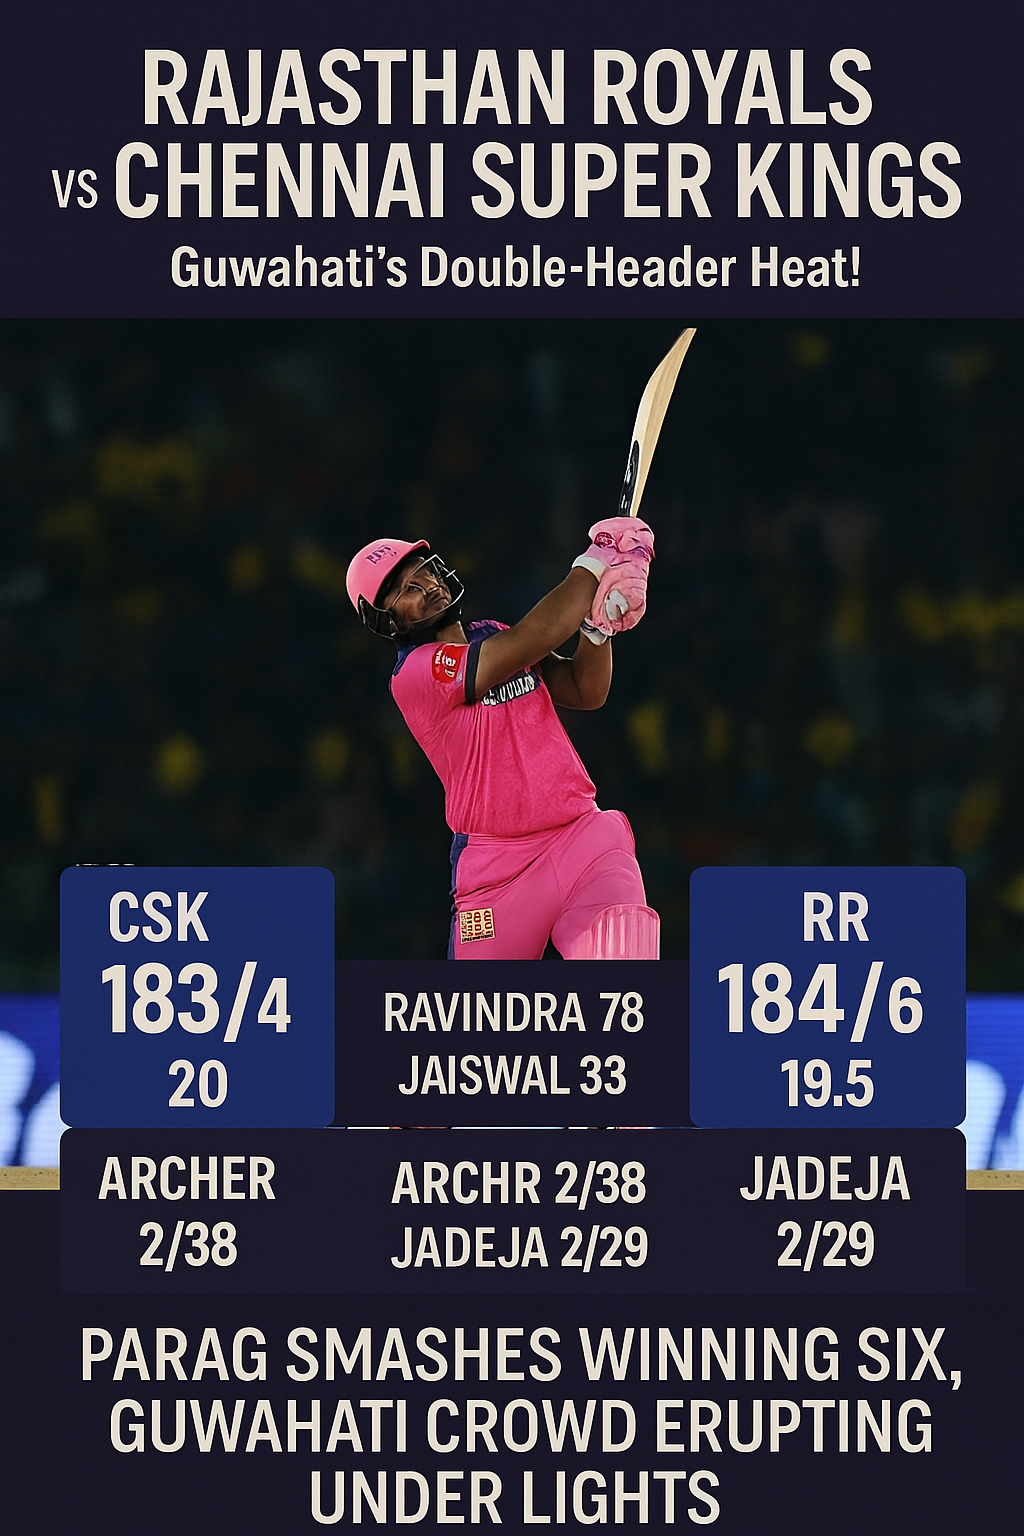 RAJASTHAN ROYALS
VS CHENNAI SUPER KINGS
Guwahati's Double-Header Heat!
CSK
183/4
20
RAVINDRA 78
JAISWAL 33
RR
184/6
19.5
ARCHER
2/38
ARCHR 2/38
JADEJA 2/29
JADEJA
2/29
PARAG SMASHES WINNING SIX,
GUWAHATI CROWD ERUPTING
UNDER LIGHTS